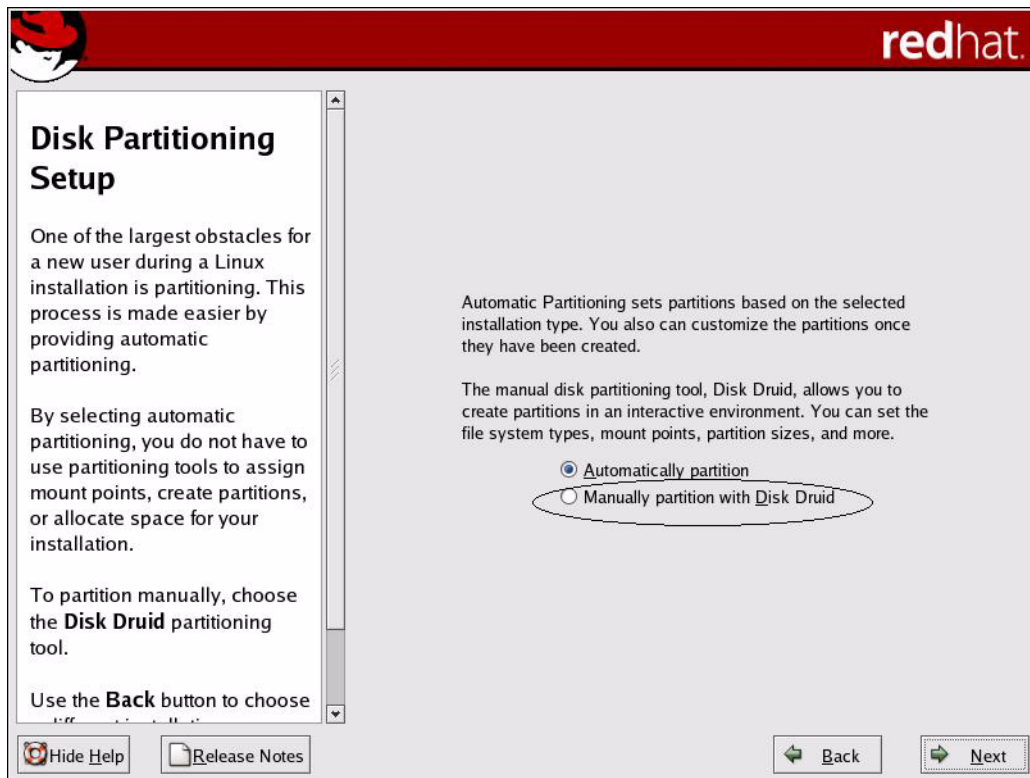 redhat.
Disk Partitioning
Setup
One of the largest obstacles for
a new user during a Linux
installation is partitioning. This
process is made easier by
providing automatic
partitioning.
By selecting automatic
partitioning, you do not have to
use partitioning tools to assign
mount points, create partitions,
or allocate space for your
installation.
To partition manually, choose
the Disk Druid partitioning
tool.
Use the Back button to choose
Automatic Partitioning sets partitions based on the selected
installation type. You also can customize the partitions once
they have been created.
The manual disk partitioning tool, Disk Druid, allows you to
create partitions in an interactive environment. You can set the
file system types, mount points, partition sizes, and more.
Automatically partition
Manually partition with Disk Druid
Hide Help
Release Notes
Back
Next